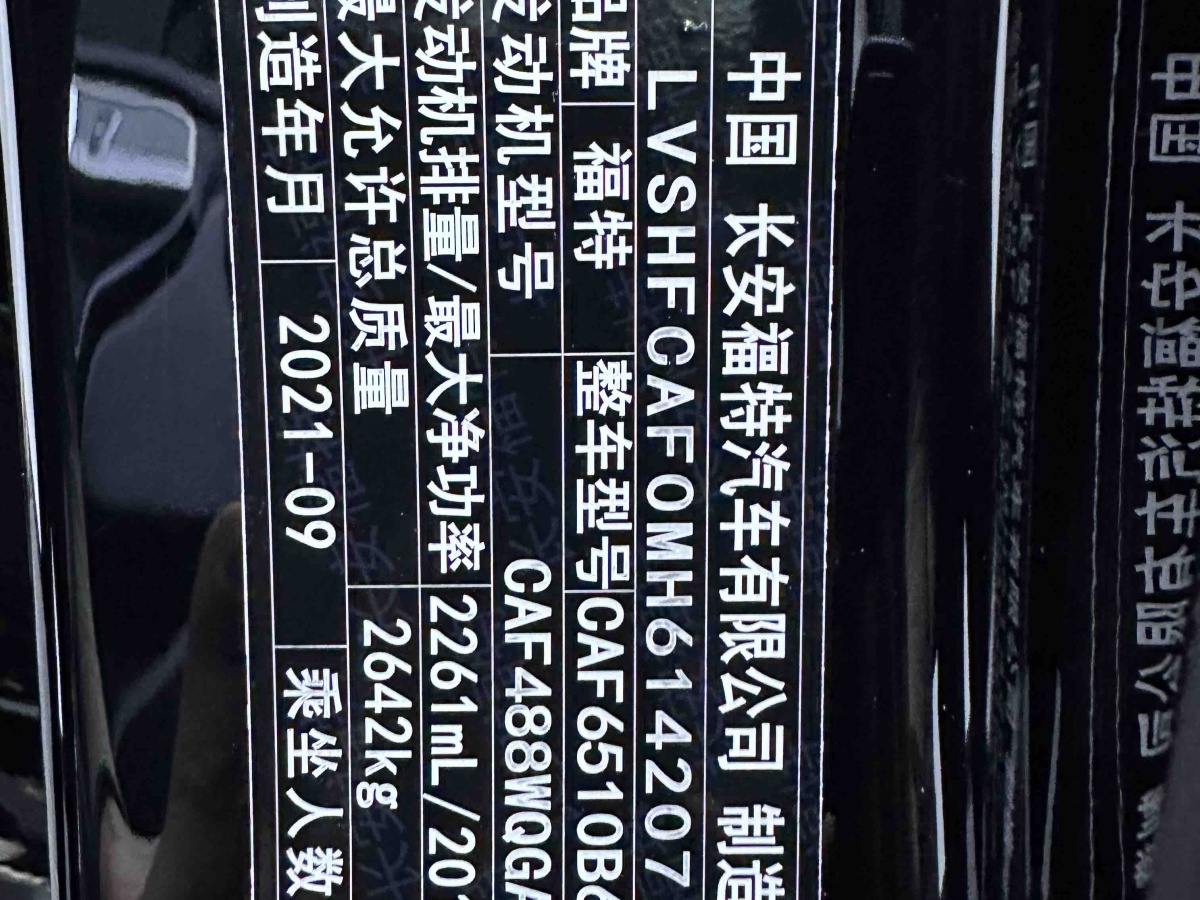 中国 长安福特汽车有限公司 制造
LVSHFCAF0MH614207
品牌 福特 整车型号 CAF6510B6
发动机型号 CAF488WQGA
发动机排量/最大净功率 2261mL/20
最大允许总质量 2642kg
制造年月 2021-09 乘坐人数